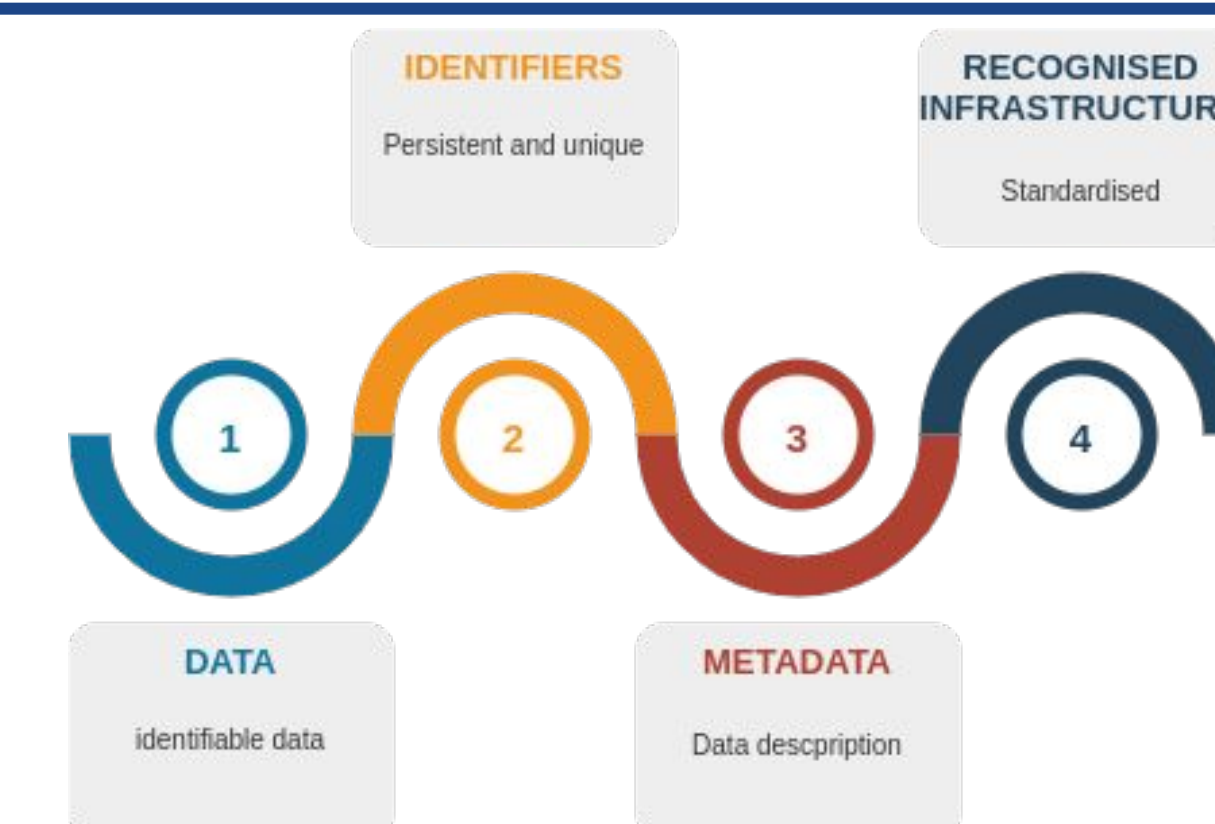 IDENTIFIERS
Persistent and unique
RECOGNISED
INFRASTRUCTUR
Standardised
1
2
3
4
DATA
identifiable data
METADATA
Data descpription